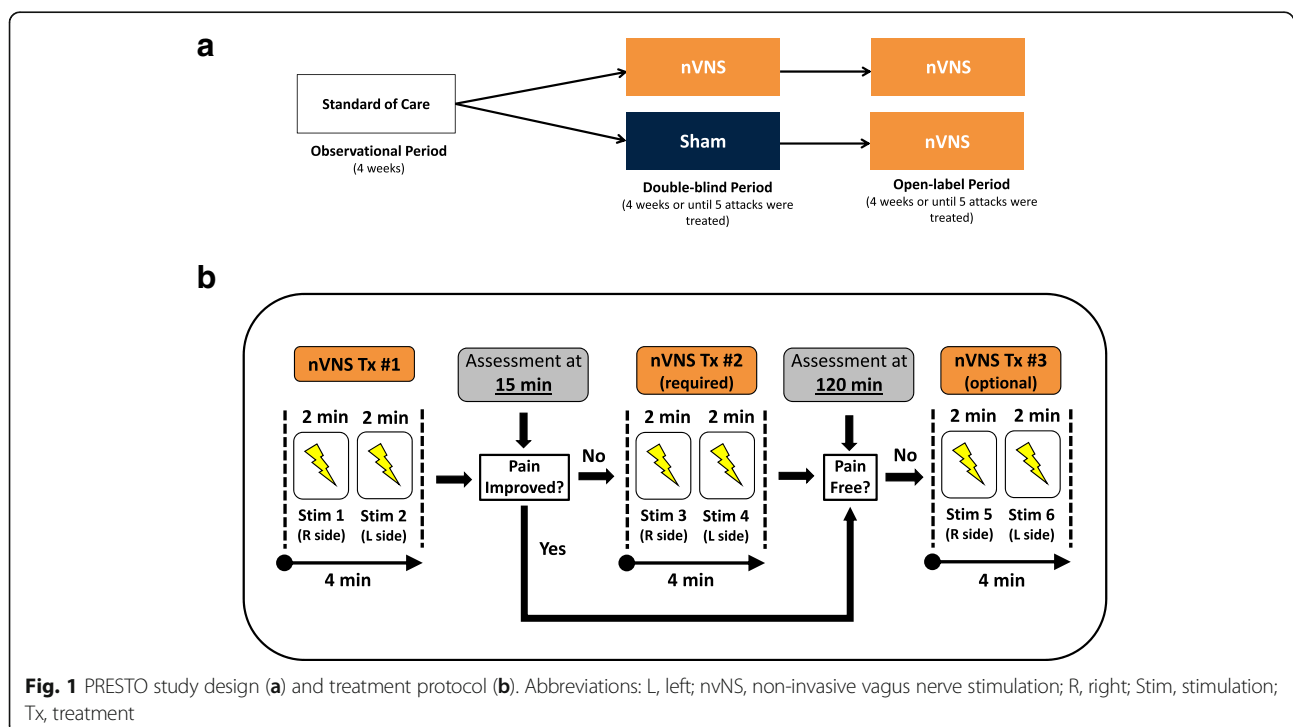 a
Standard of Care
Observational Period
(4 weeks)
nVNS
nVNS
Sham
nVNS
Double-blind Period
(4 weeks or until 5 attacks were
treated)
Open-label Period
(4 weeks or until 5 attacks were
treated)
b
nVNS Tx #1
2 min 2 min
Stim 1 Stim 2
(R side) (L side)
4 min
Assessment at
15 min
Pain
Improved?
No
Yes
nVNS Tx #2
(required)
2 min 2 min
Stim 3 Stim 4
(R side) (L side)
4 min
Assessment at
120 min
Pain
Free?
No
nVNS Tx #3
(optional)
2 min 2 min
Stim 5 Stim 6
(R side) (L side)
4 min
Fig. 1 PRESTO study design (a) and treatment protocol (b). Abbreviations: L, left; nvNS, non-invasive vagus nerve stimulation; R, right; Stim, stimulation;
Tx, treatment